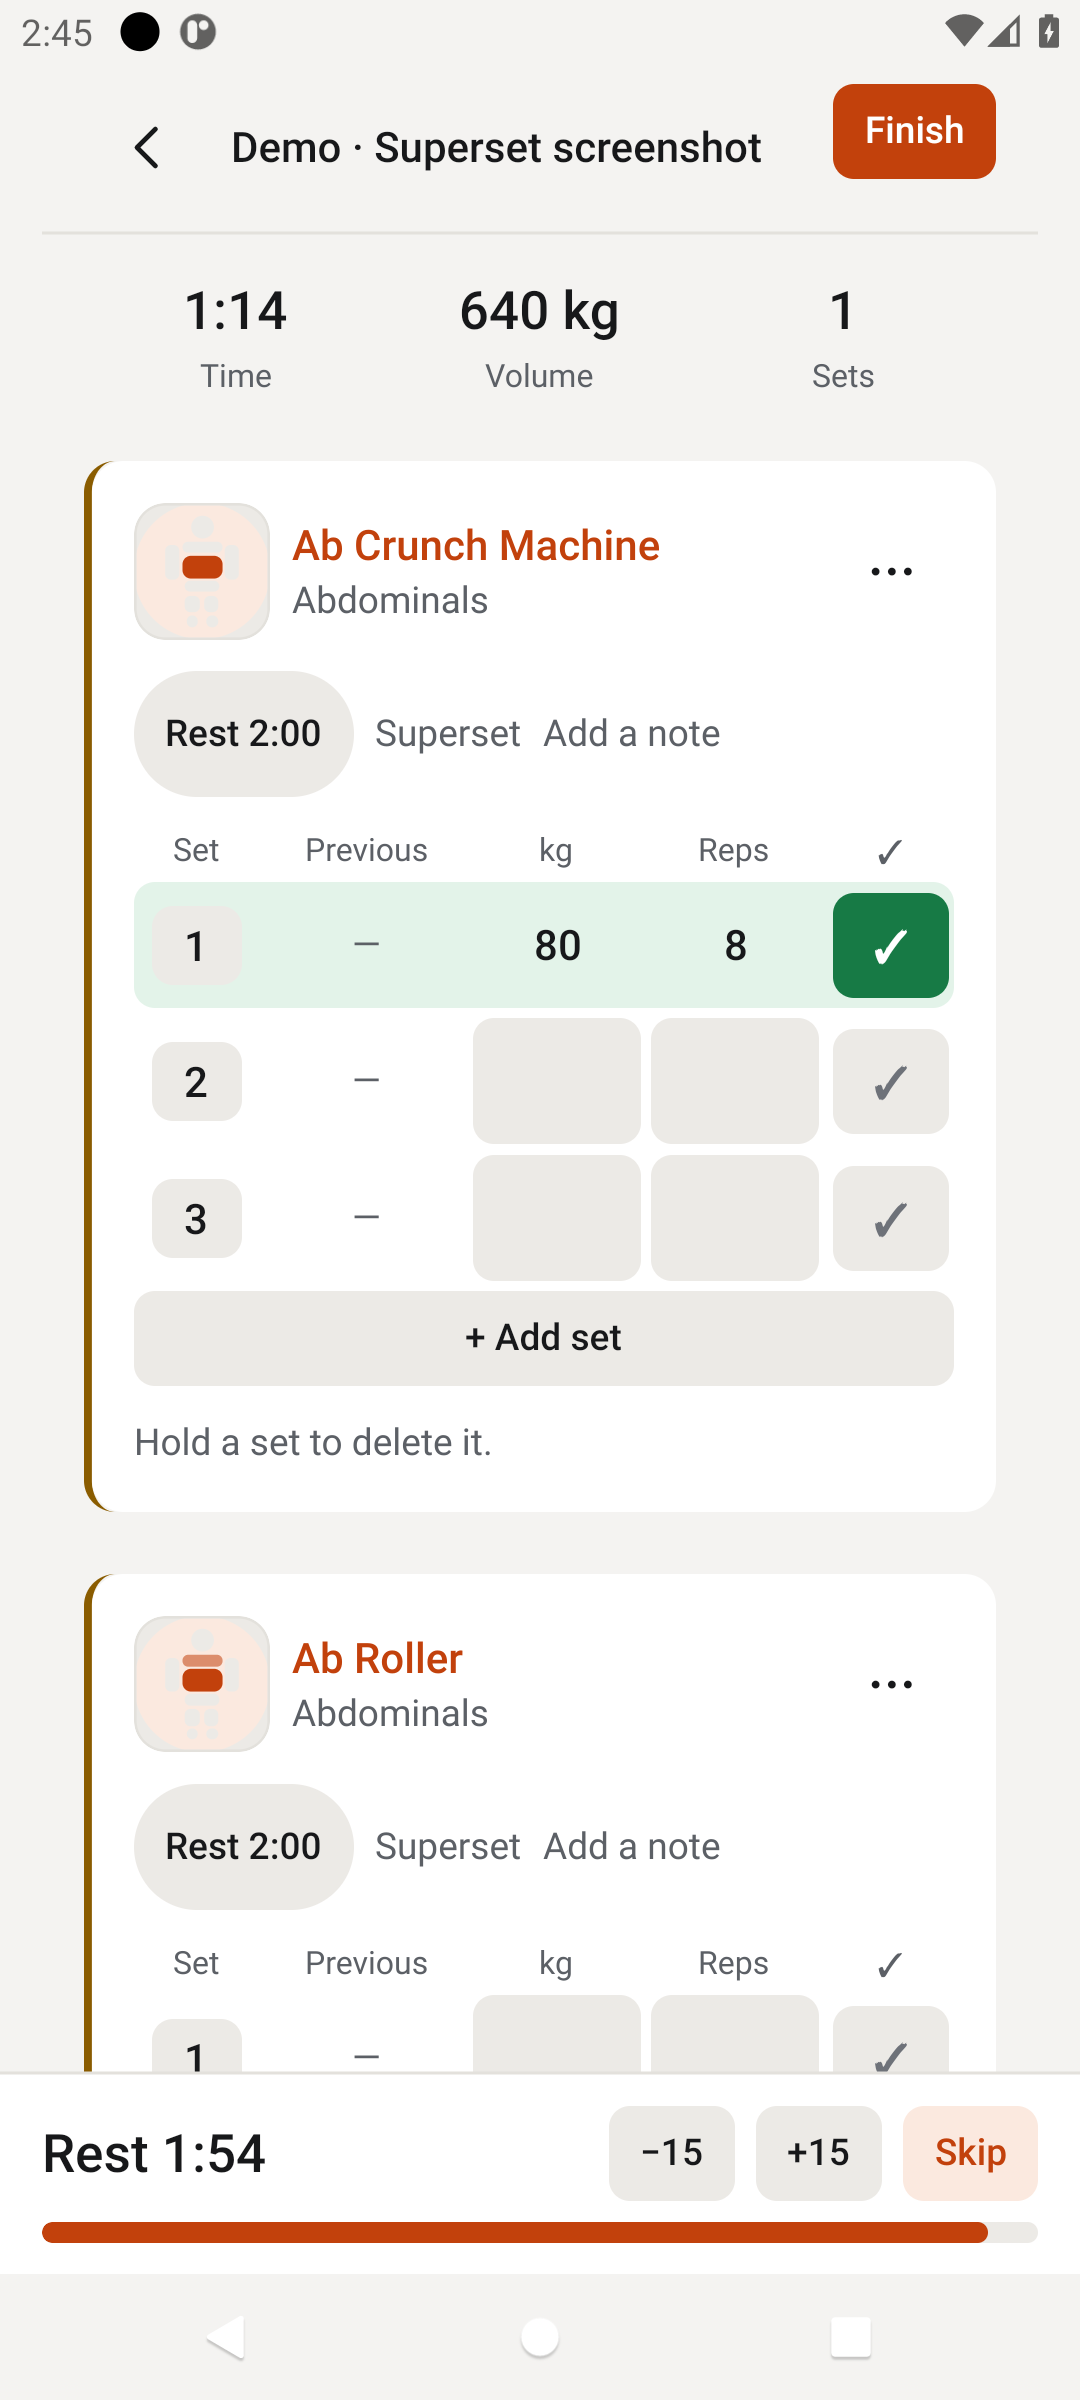 2:45
Demo · Superset screenshot
Finish
1:14
640 kg
1
Time
Volume
Sets
Ab Crunch Machine
Abdominals
Rest 2:00 Superset Add a note
Set Previous kg Reps ✓
1 — 80 8 ✓
2 — ✓
3 — ✓
+ Add set
Hold a set to delete it.
Ab Roller
Abdominals
Rest 2:00 Superset Add a note
Set Previous kg Reps ✓
1 — ✓
Rest 1:54
−15
+15
Skip